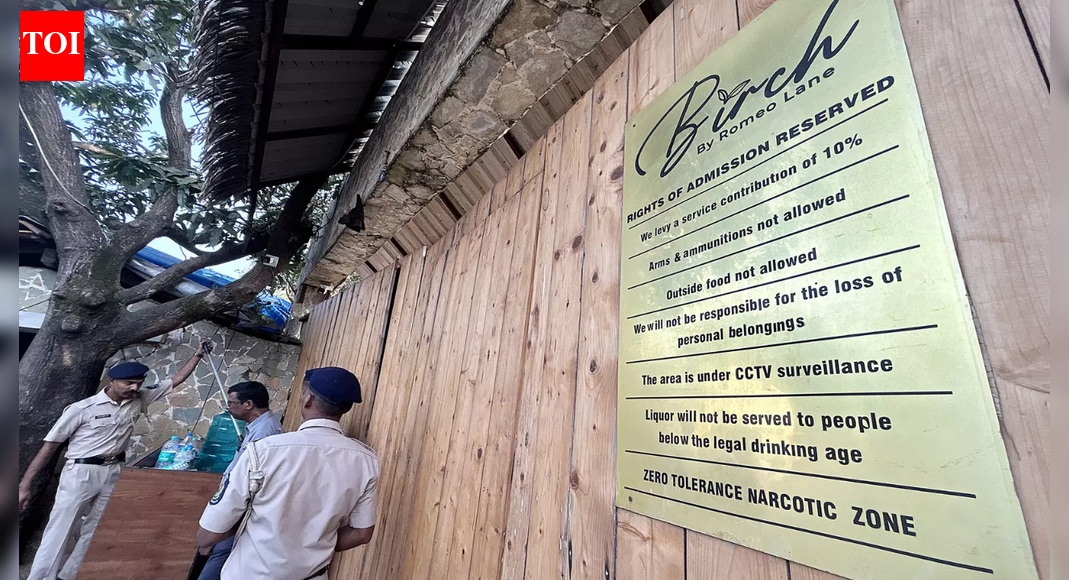 TOI
Birch
By Romeo Lane
RIGHTS OF ADMISSION RESERVED
We levy a service contribution of 10%
Arms & ammunitions not allowed
Outside food not allowed
We will not be responsible for the loss of
personal belongings
The area is under CCTV surveillance
Liquor will not be served to people
below the legal drinking age
ZERO TOLERANCE NARCOTIC ZONE